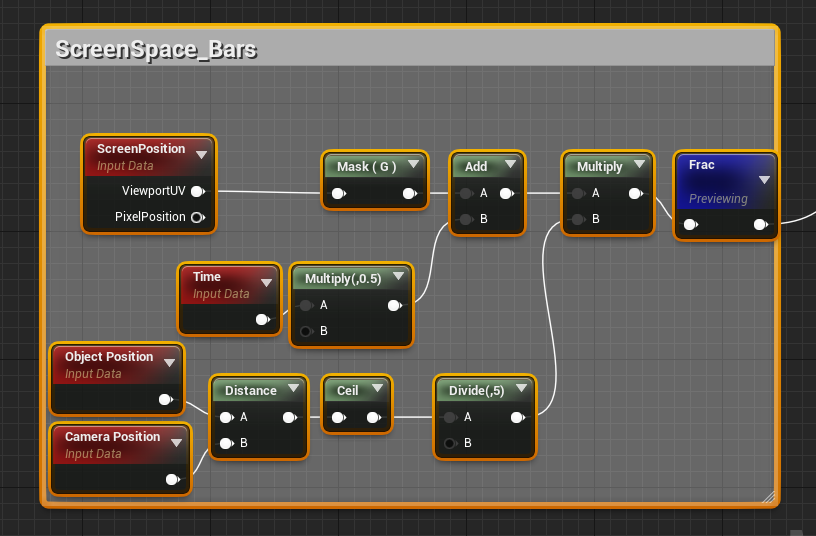 ScreenSpace_Bars
ScreenPosition
Input Data
ViewportUV
PixelPosition
Mask ( G )
Add
A
B
Multiply
A
B
Frac
Previewing
Time
Input Data
Multiply(,0.5)
A
B
Object Position
Input Data
Camera Position
Input Data
Distance
A
B
Ceil
Divide(,5)
A
B